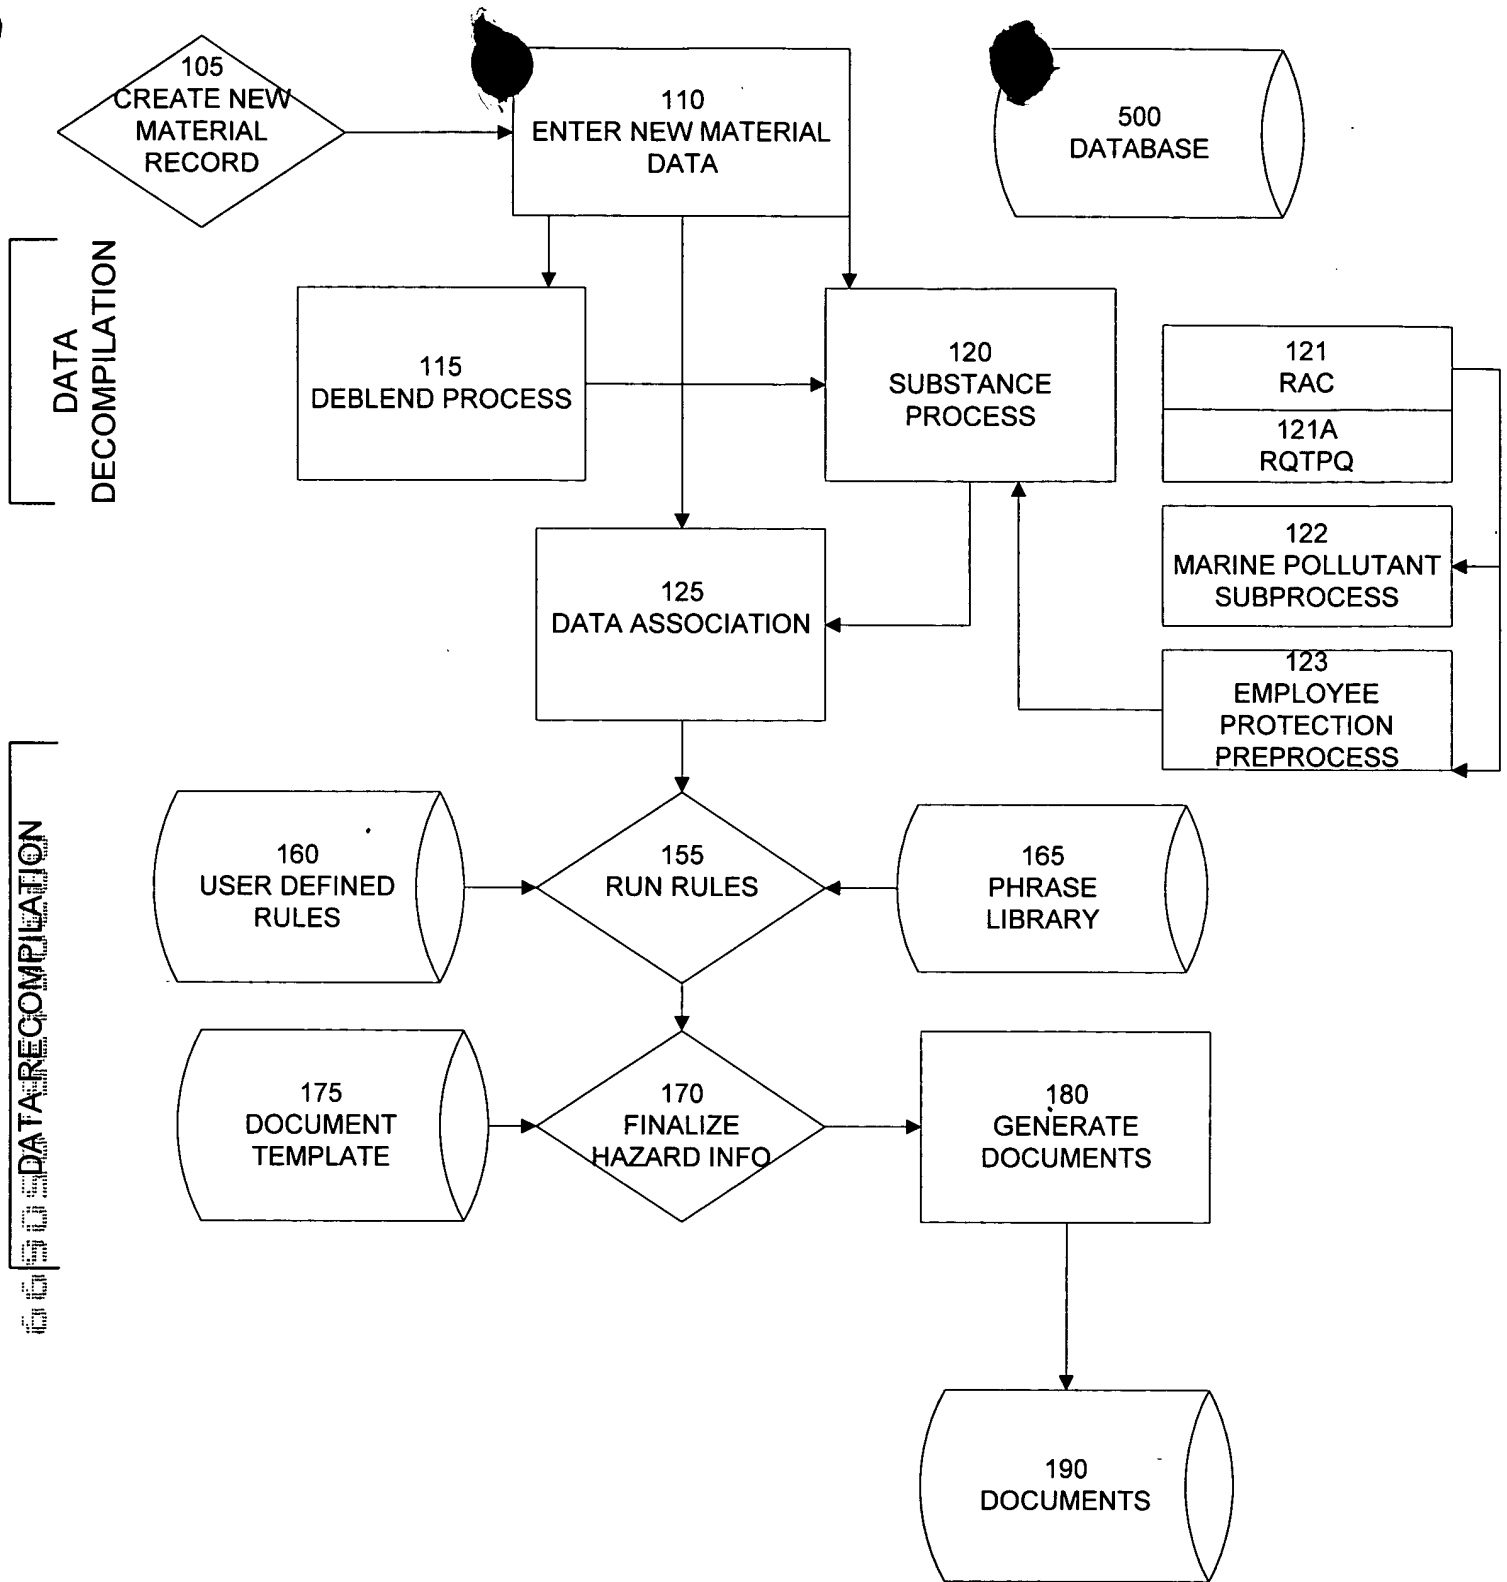 105
CREATE NEW
MATERIAL
RECORD
110
ENTER NEW MATERIAL
DATA
500
DATABASE
DATA
DECOMPILATION
115
DEBLEND PROCESS
120
SUBSTANCE
PROCESS
121
RAC
121A
RQTPQ
122
MARINE POLLUTANT
SUBPROCESS
125
DATA ASSOCIATION
123
EMPLOYEE
PROTECTION
PREPROCESS
DATA RECOMPILATION
160
USER DEFINED
RULES
155
RUN RULES
165
PHRASE
LIBRARY
175
DOCUMENT
TEMPLATE
170
FINALIZE
HAZARD INFO
180
GENERATE
DOCUMENTS
190
DOCUMENTS